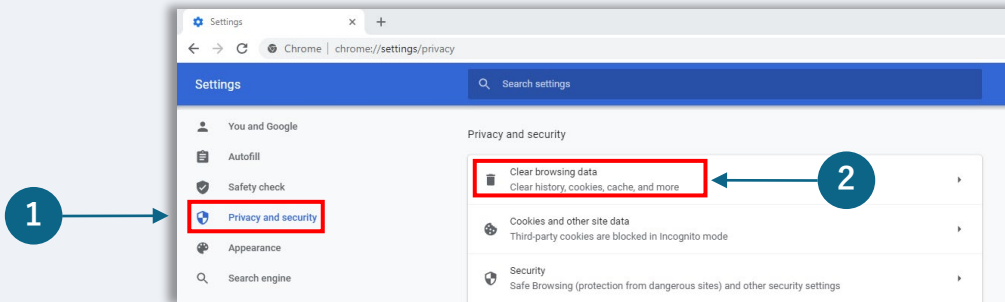 Settings
Chrome | chrome://settings/privacy
Settings
Search settings
You and Google
Autofill
Safety check
Privacy and security
Appearance
Search engine
Privacy and security
Clear browsing data
Clear history, cookies, cache, and more
Cookies and other site data
Third-party cookies are blocked in Incognito mode
Security
Safe Browsing (protection from dangerous sites) and other security settings
1
2